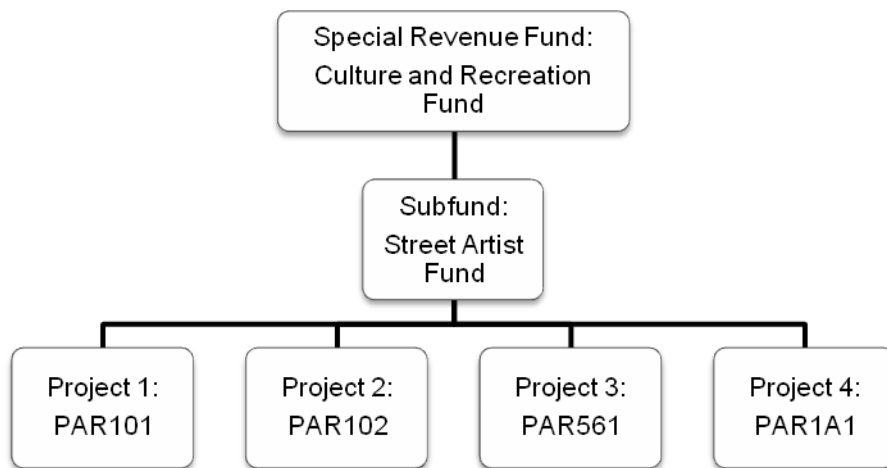 Special Revenue Fund:
Culture and Recreation
Fund
Subfund:
Street Artist
Fund
Project 1:
PAR101
Project 2:
PAR102
Project 3:
PAR561
Project 4:
PAR1A1